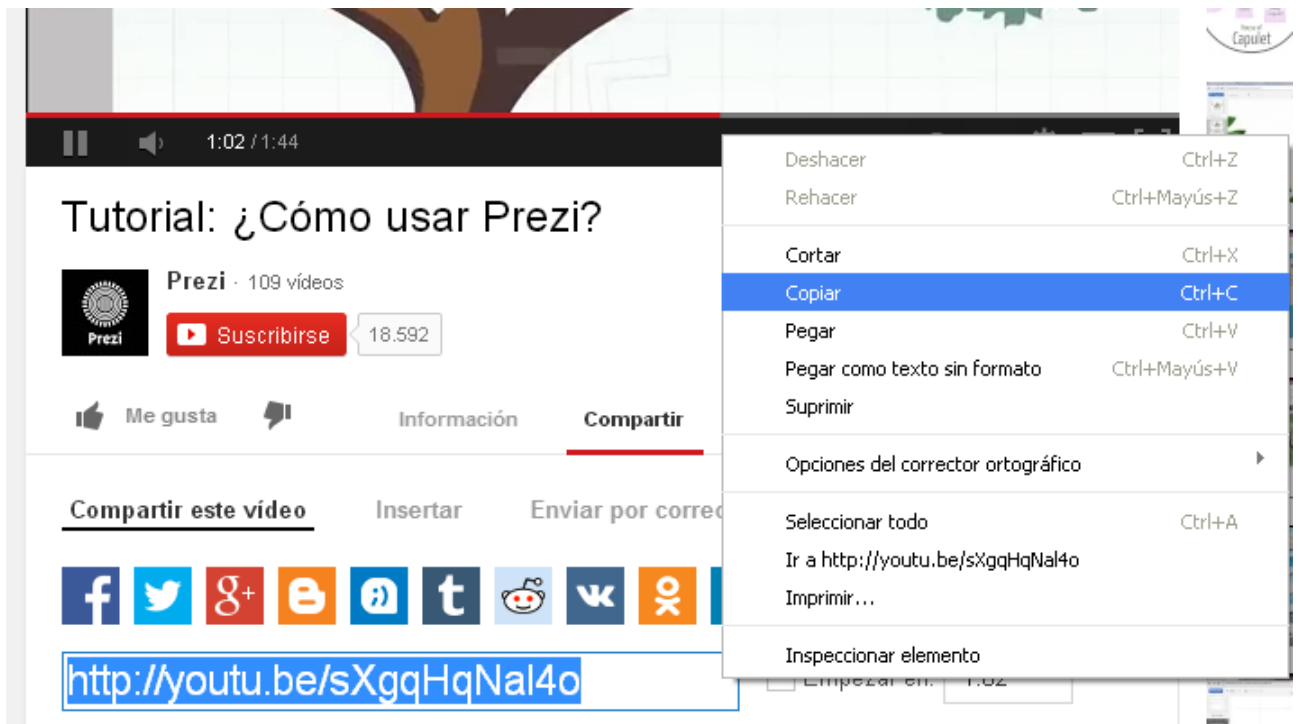 Capulet
1:02 / 1:44
Tutorial: ¿Cómo usar Prezi?
Prezi · 109 vídeos
Prezi
Suscribirse 18.592
Me gusta
Información
Compartir
Compartir este vídeo
Insertar
Enviar por correo
http://youtu.be/sXgqHqNal4o
Empezar en: 1:02
Deshacer Ctrl+Z
Rehacer Ctrl+Mayús+Z
Cortar Ctrl+X
Copiar Ctrl+C
Pegar Ctrl+V
Pegar como texto sin formato Ctrl+Mayús+V
Suprimir
Opciones del corrector ortográfico
Seleccionar todo Ctrl+A
Ir a http://youtu.be/sXgqHqNal4o
Imprimir...
Inspeccionar elemento